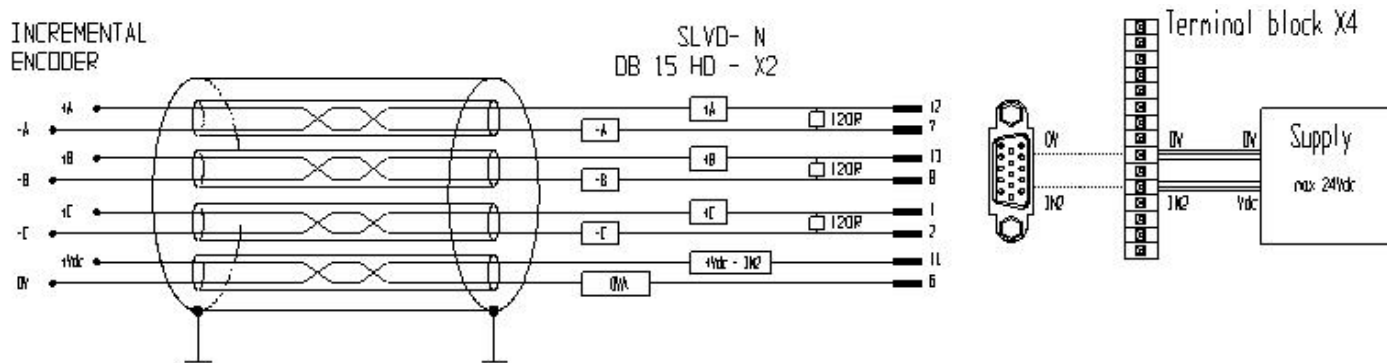 INCREMENTAL
ENCODER
SLVD- N
DB 15 HD - X2
Terminal block X4
+A
+A
120R
12
-A
-A
7
+B
+B
120R
13
-B
-B
8
+C
+C
120R
1
-C
-C
2
+Vdc
+Vdc - IN2
11
0V
0VA
6
0V
0V
0V
IN2
IN2
Vdc
Supply
max 24Vdc